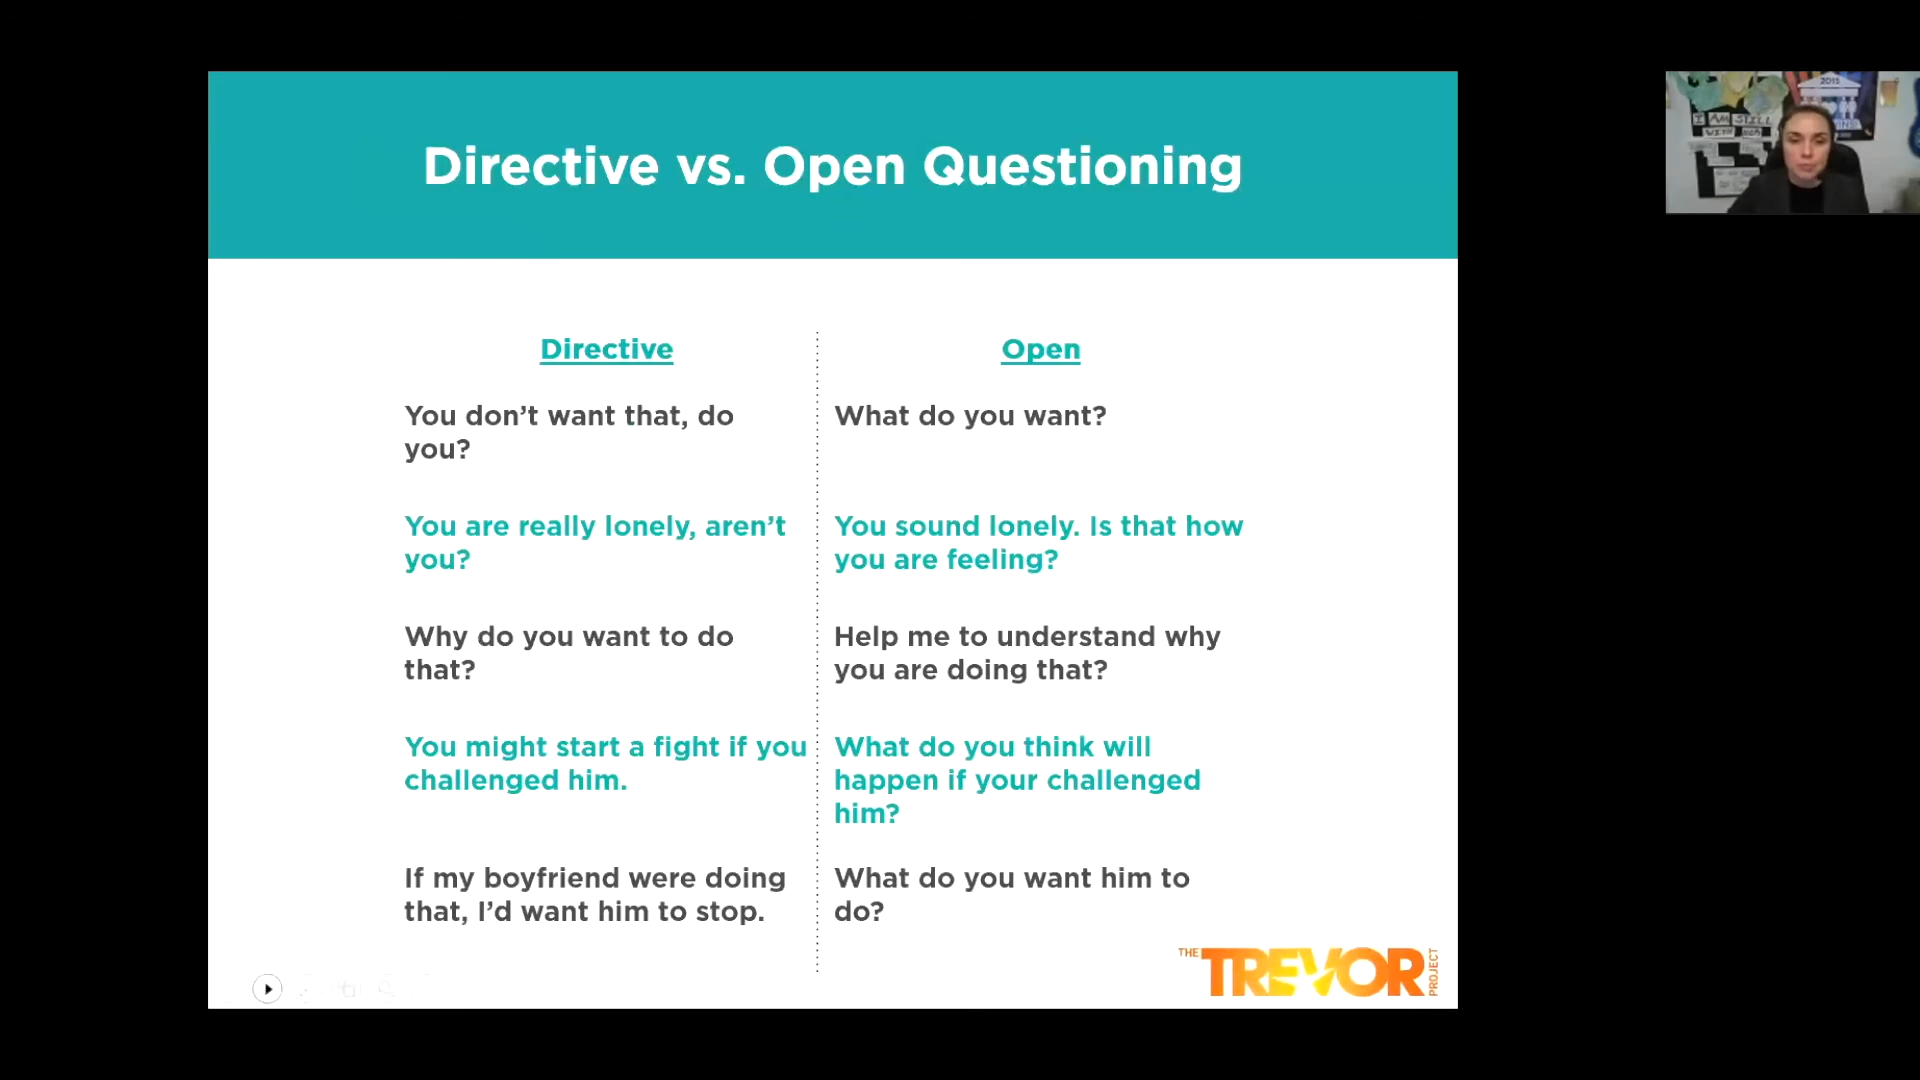 Directive vs. Open Questioning
Directive
Open
You don't want that, do
you?
What do you want?
You are really lonely, aren't
you?
You sound lonely. Is that how
you are feeling?
Why do you want to do
that?
Help me to understand why
you are doing that?
You might start a fight if you
challenged him.
What do you think will
happen if your challenged
him?
If my boyfriend were doing
that, I'd want him to stop.
What do you want him to
do?
THE
TREVOR
PROJECT
2015
I AM STILL
WITH